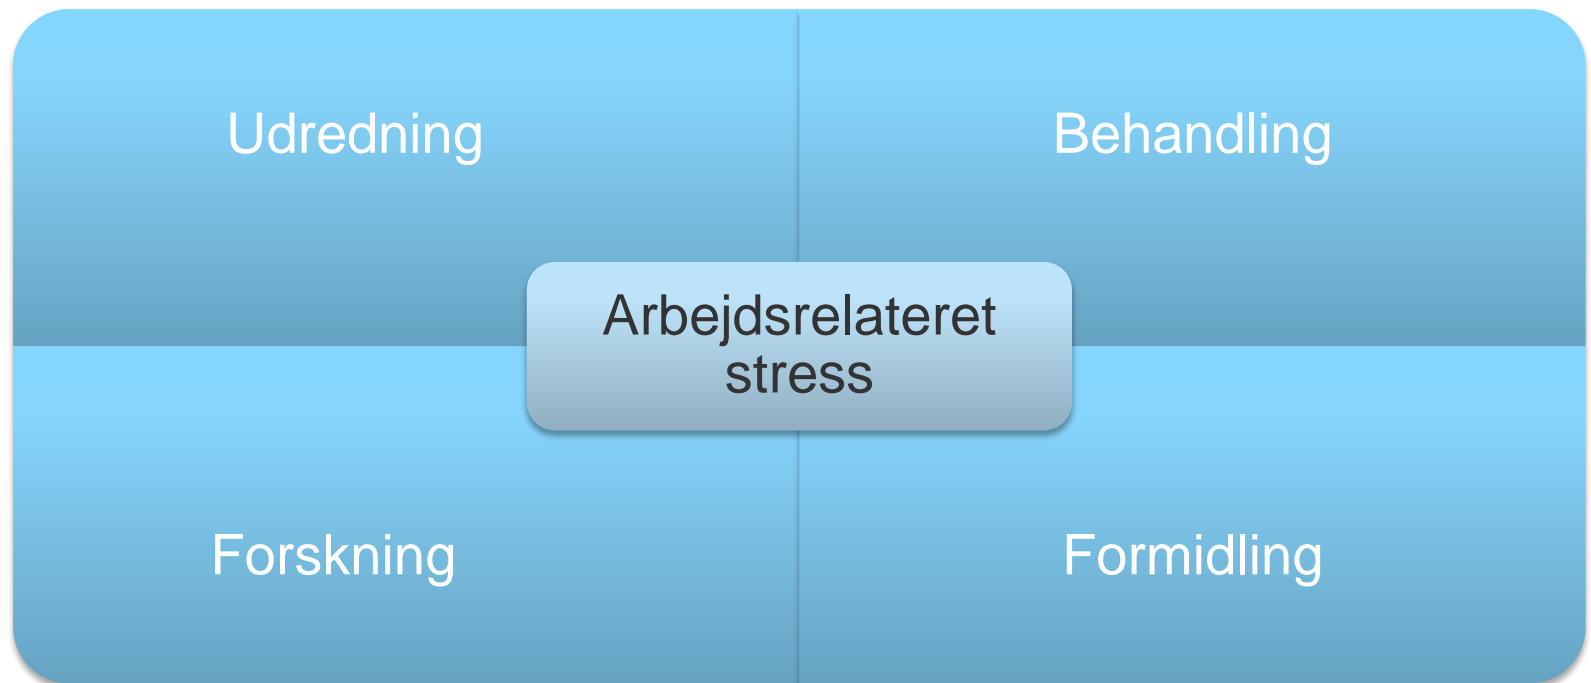 Udredning
Behandling
Arbejdsrelateret
stress
Forskning
Formidling